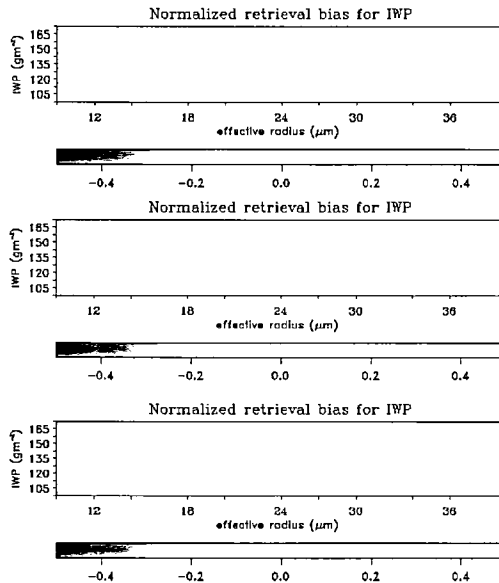 Normalized retrieval bias for IWP
165
150
135
120
105
IWP (gm⁻²)
12 18 24 30 36
effective radius (μm)
-0.4 -0.2 0.0 0.2 0.4
Normalized retrieval bias for IWP
165
150
135
120
105
IWP (gm⁻²)
12 18 24 30 36
effective radius (μm)
-0.4 -0.2 0.0 0.2 0.4
Normalized retrieval bias for IWP
165
150
135
120
105
IWP (gm⁻²)
12 18 24 30 36
effective radius (μm)
-0.4 -0.2 0.0 0.2 0.4